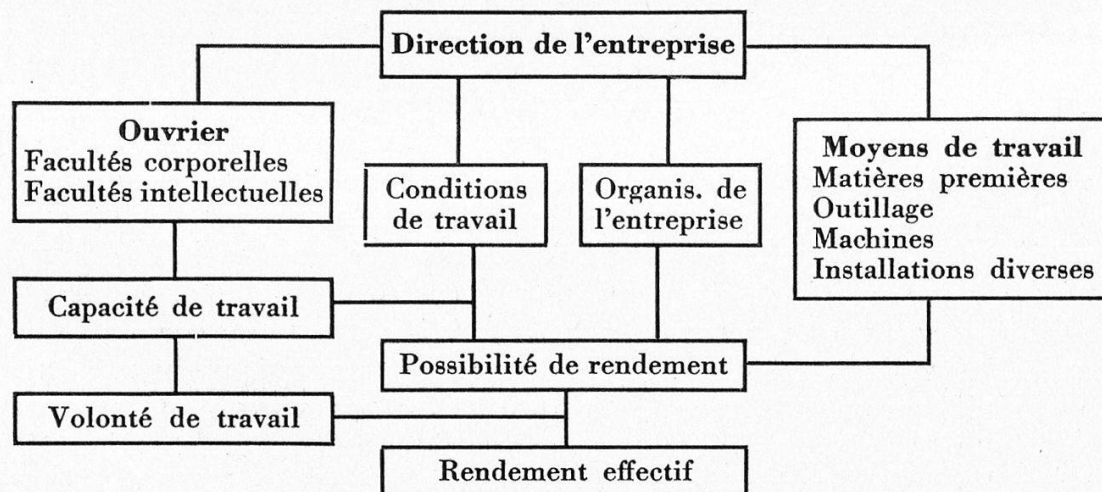 Direction de l'entreprise
Ouvrier
Facultés corporelles
Facultés intellectuelles
Conditions
de travail
Organis. de
l'entreprise
Moyens de travail
Matières premières
Outillage
Machines
Installations diverses
Capacité de travail
Possibilité de rendement
Volonté de travail
Rendement effectif